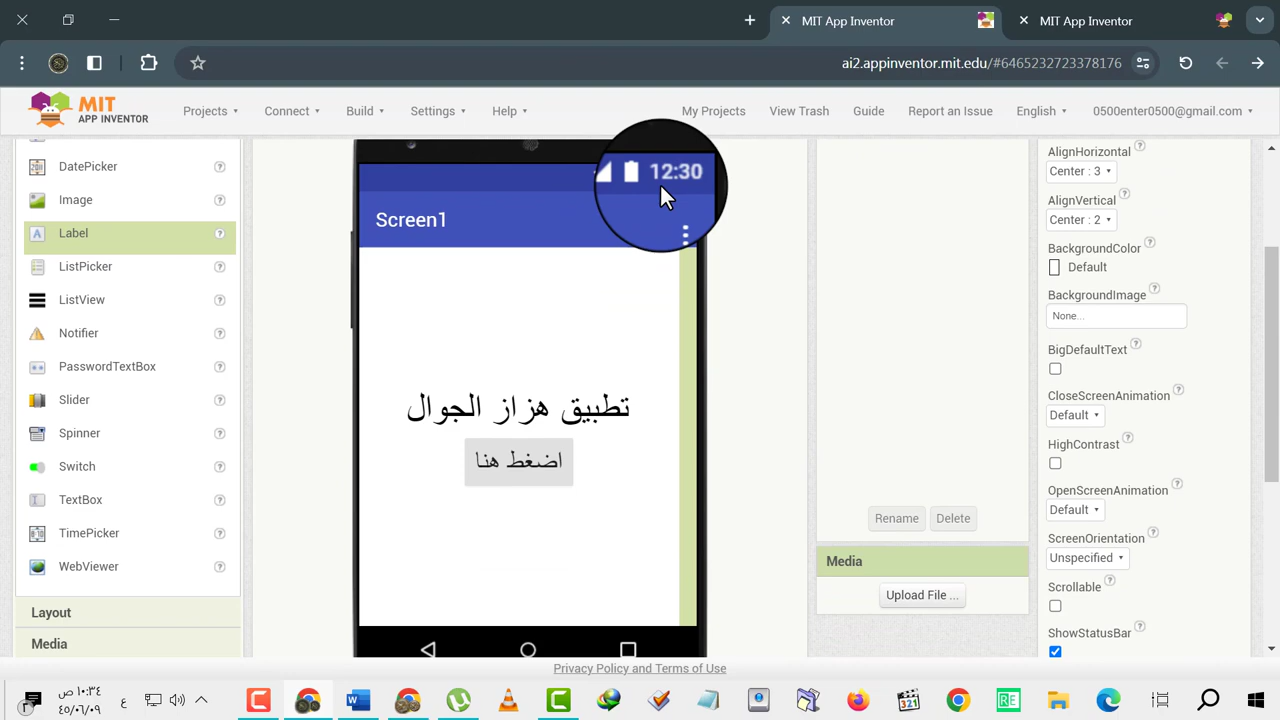 MIT App Inventor
MIT App Inventor
ai2.appinventor.mit.edu/#6465232723378176
MIT
APP INVENTOR
Projects
Connect
Build
Settings
Help
My Projects
View Trash
Guide
Report an Issue
English
0500enter0500@gmail.com
DatePicker
Image
Label
ListPicker
ListView
Notifier
PasswordTextBox
Slider
Spinner
Switch
TextBox
TimePicker
WebViewer
Layout
Media
12:30
Screen1
تطبيق هزاز الجوال
اضغط هنا
Rename
Delete
Media
Upload File ...
AlignHorizontal
Center : 3
AlignVertical
Center : 2
BackgroundColor
Default
BackgroundImage
None...
BigDefaultText
CloseScreenAnimation
Default
HighContrast
OpenScreenAnimation
Default
ScreenOrientation
Unspecified
Scrollable
ShowStatusBar
Privacy Policy and Terms of Use
١٠:٣٤ ص
٤٥/٠٦/٠٩
ع
321
RE